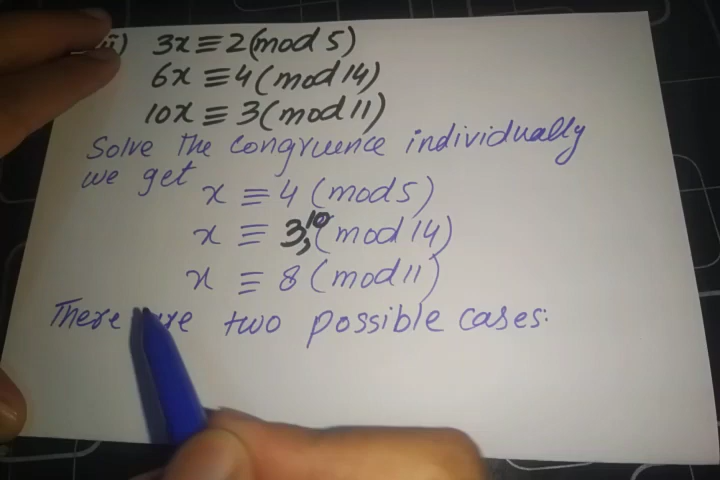 ii) 3x ≡ 2(mod 5)
6x ≡ 4(mod 14)
10x ≡ 3(mod 11)
Solve the congruence individually
we get
x ≡ 4 (mod 5)
x ≡ 3,10 (mod 14)
x ≡ 8 (mod 11)
There are two possible cases: